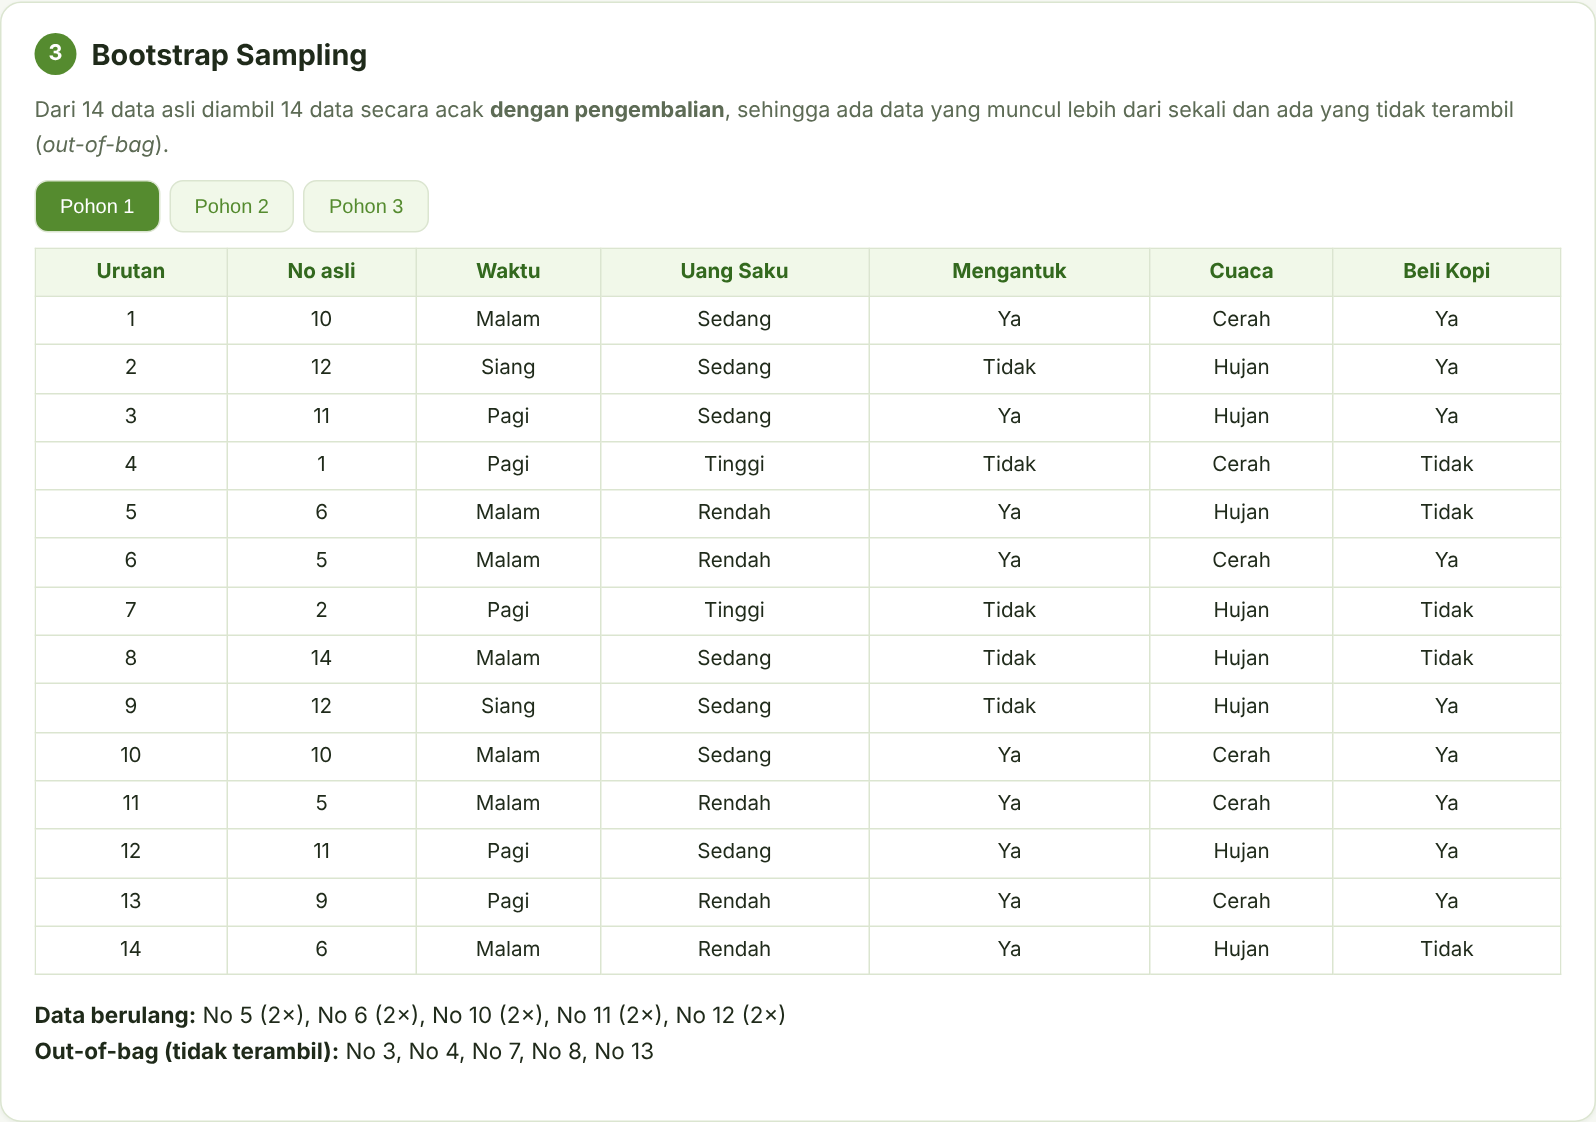 3 Bootstrap Sampling
Dari 14 data asli diambil 14 data secara acak dengan pengembalian, sehingga ada data yang muncul lebih dari sekali dan ada yang tidak terambil
(out-of-bag).
Pohon 1 Pohon 2 Pohon 3
Urutan No asli Waktu Uang Saku Mengantuk Cuaca Beli Kopi
1 10 Malam Sedang Ya Cerah Ya
2 12 Siang Sedang Tidak Hujan Ya
3 11 Pagi Sedang Ya Hujan Ya
4 1 Pagi Tinggi Tidak Cerah Tidak
5 6 Malam Rendah Ya Hujan Tidak
6 5 Malam Rendah Ya Cerah Ya
7 2 Pagi Tinggi Tidak Hujan Tidak
8 14 Malam Sedang Tidak Hujan Tidak
9 12 Siang Sedang Tidak Hujan Ya
10 10 Malam Sedang Ya Cerah Ya
11 5 Malam Rendah Ya Cerah Ya
12 11 Pagi Sedang Ya Hujan Ya
13 9 Pagi Rendah Ya Cerah Ya
14 6 Malam Rendah Ya Hujan Tidak
Data berulang: No 5 (2×), No 6 (2×), No 10 (2×), No 11 (2×), No 12 (2×)
Out-of-bag (tidak terambil): No 3, No 4, No 7, No 8, No 13